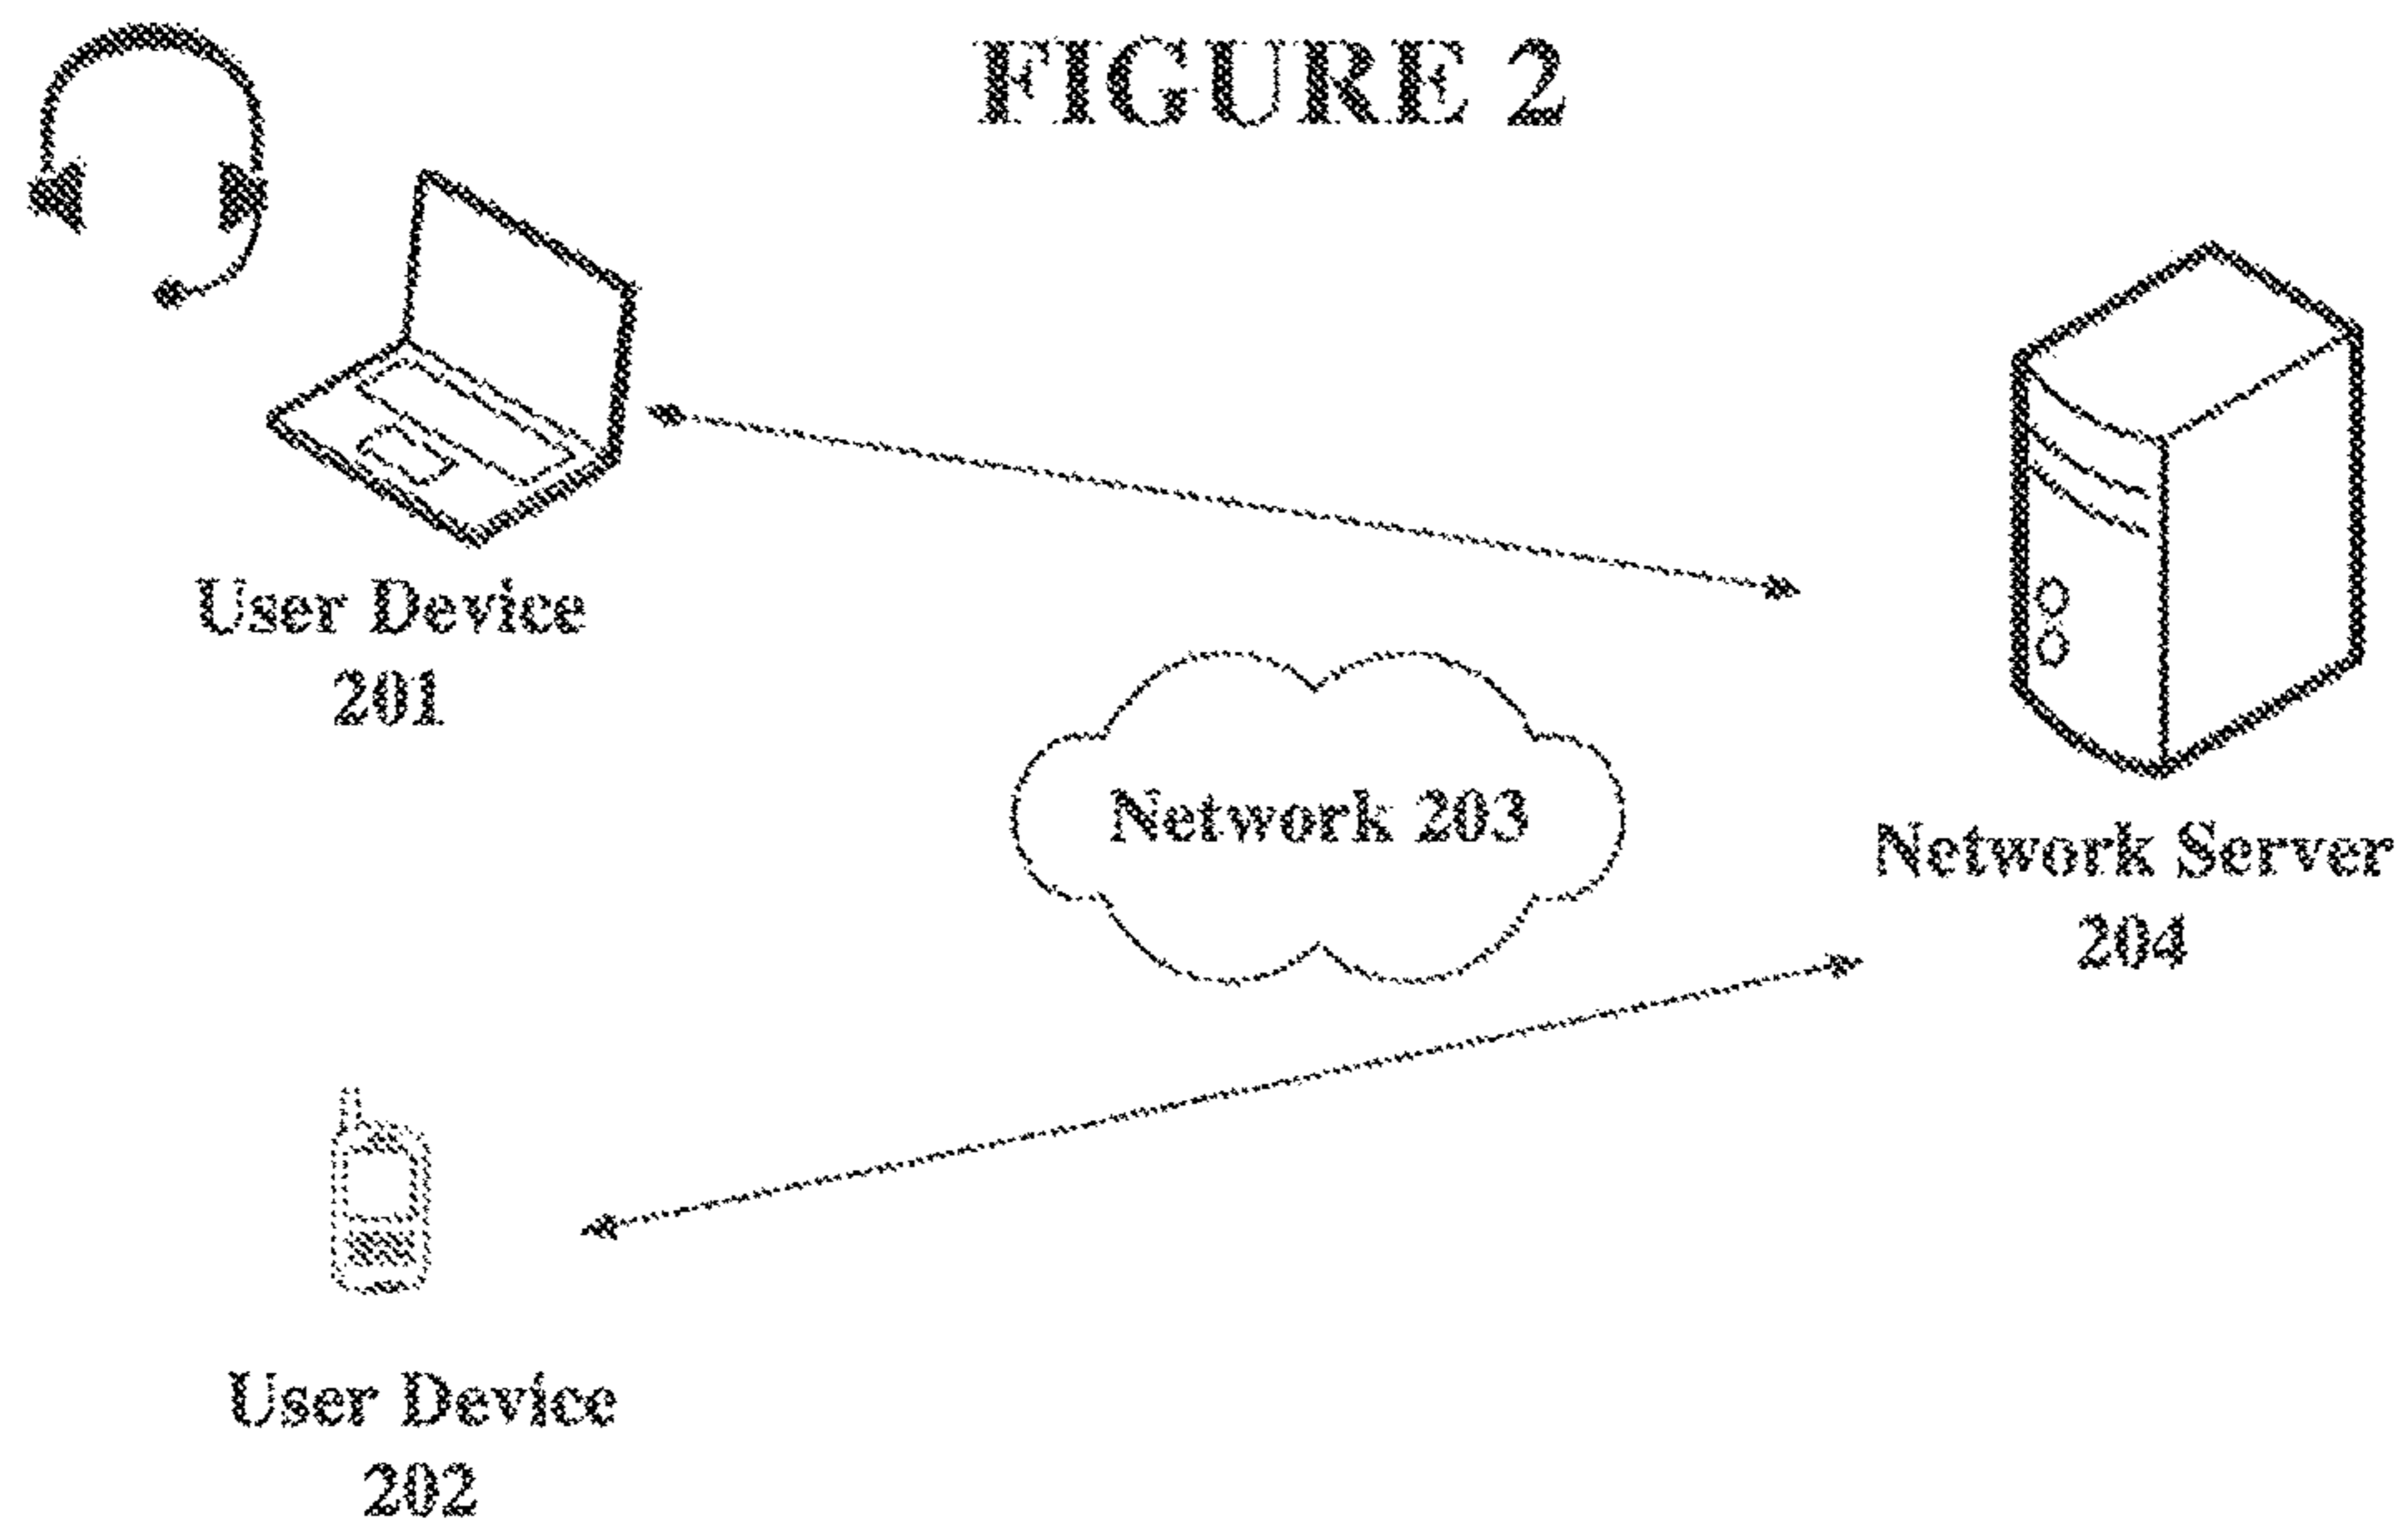 FIGURE 2
User Device
201
Network 203
Network Server
204
User Device
202